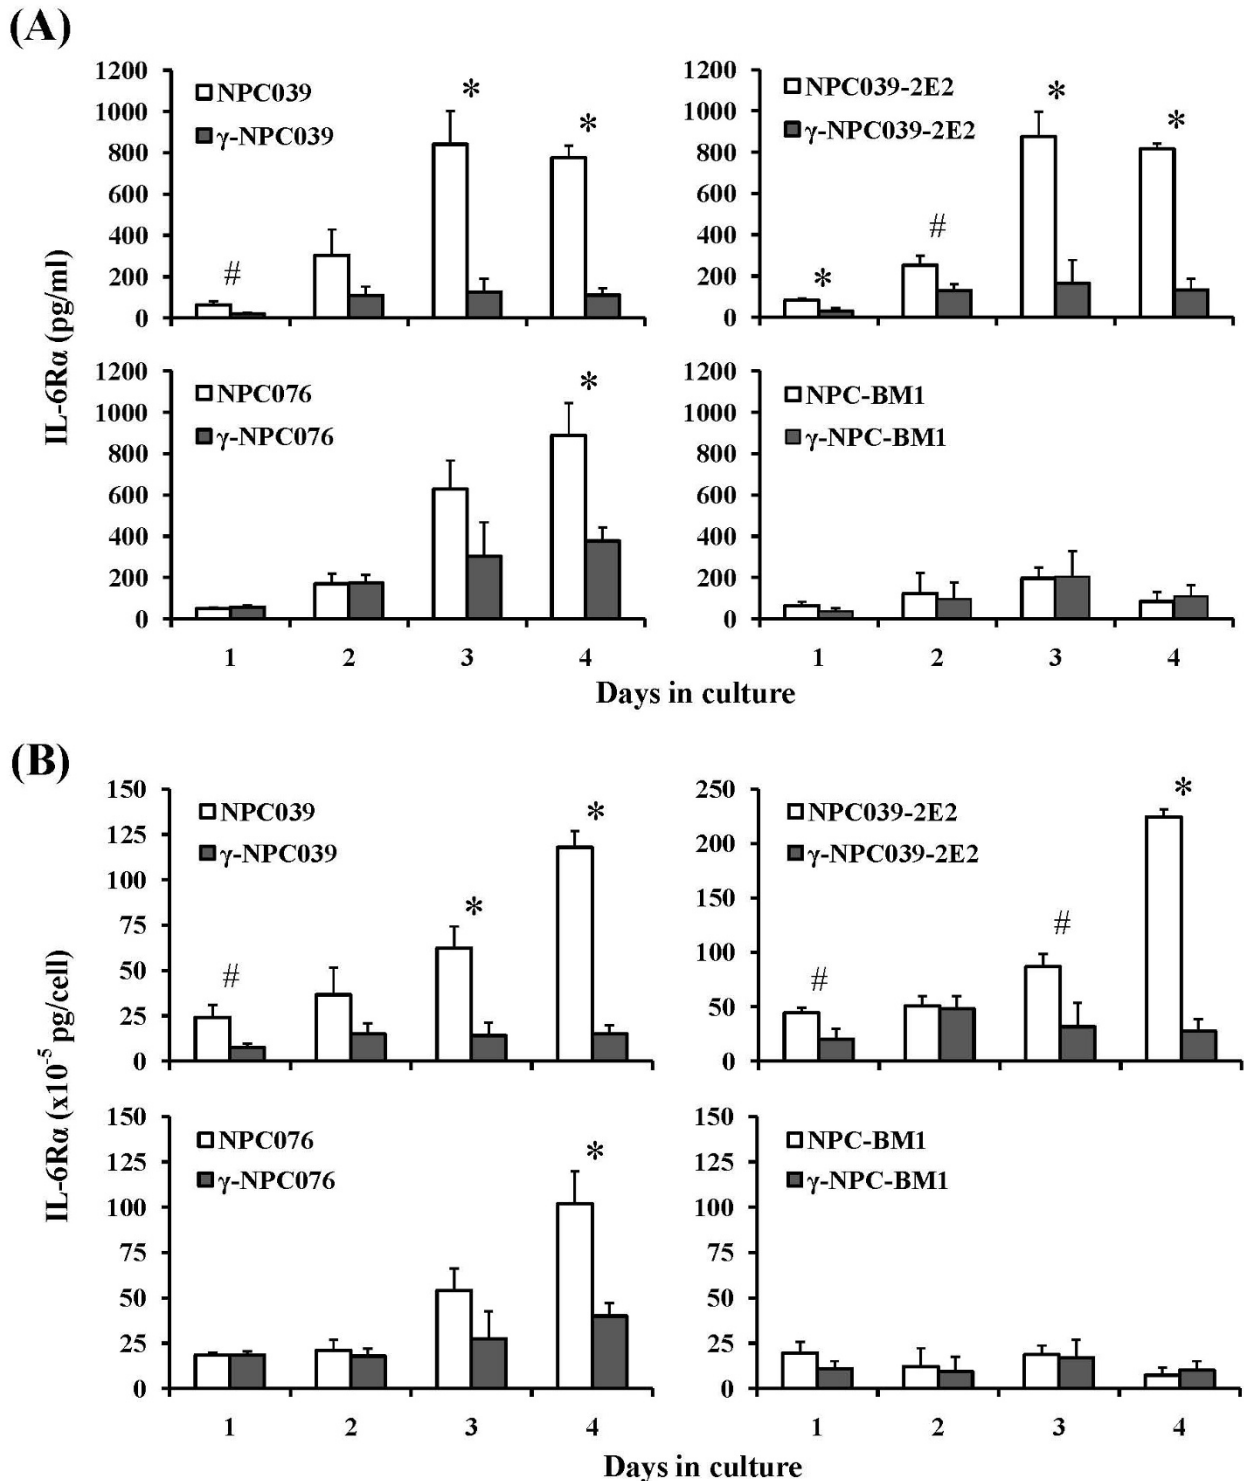 (A)
IL-6Rα (pg/ml)
1200
1000
800
600
400
200
0
NPC039
γ-NPC039
#
*
*
1200
1000
800
600
400
200
0
NPC039-2E2
γ-NPC039-2E2
*
#
*
*
1200
1000
800
600
400
200
0
NPC076
γ-NPC076
*
1 2 3 4
1200
1000
800
600
400
200
0
NPC-BM1
γ-NPC-BM1
1 2 3 4
Days in culture
(B)
IL-6Rα (x10⁻⁵ pg/cell)
150
125
100
75
50
25
0
NPC039
γ-NPC039
#
*
*
250
200
150
100
50
0
NPC039-2E2
γ-NPC039-2E2
#
#
*
150
125
100
75
50
25
0
NPC076
γ-NPC076
*
1 2 3 4
150
125
100
75
50
25
0
NPC-BM1
γ-NPC-BM1
1 2 3 4
Days in culture